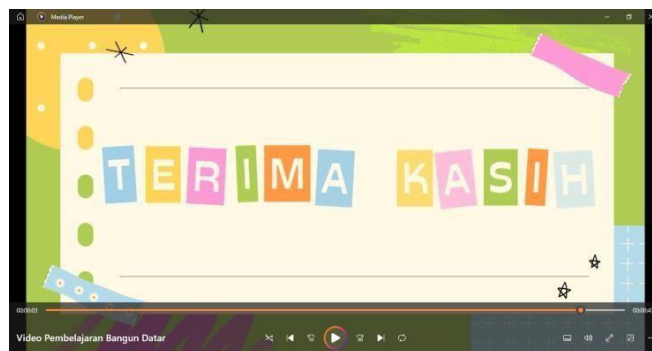 Media Player
TERIMA KASIH
00:00:03
Video Pembelajaran Bangun Datar